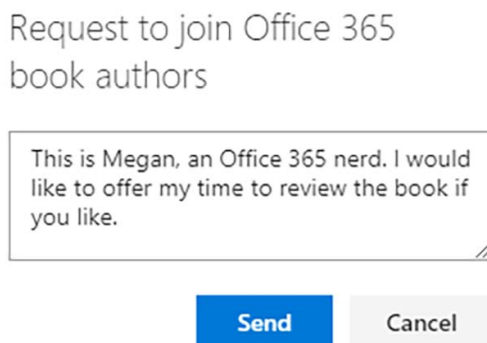 Request to join Office 365
book authors
This is Megan, an Office 365 nerd. I would
like to offer my time to review the book if
you like.
Send Cancel